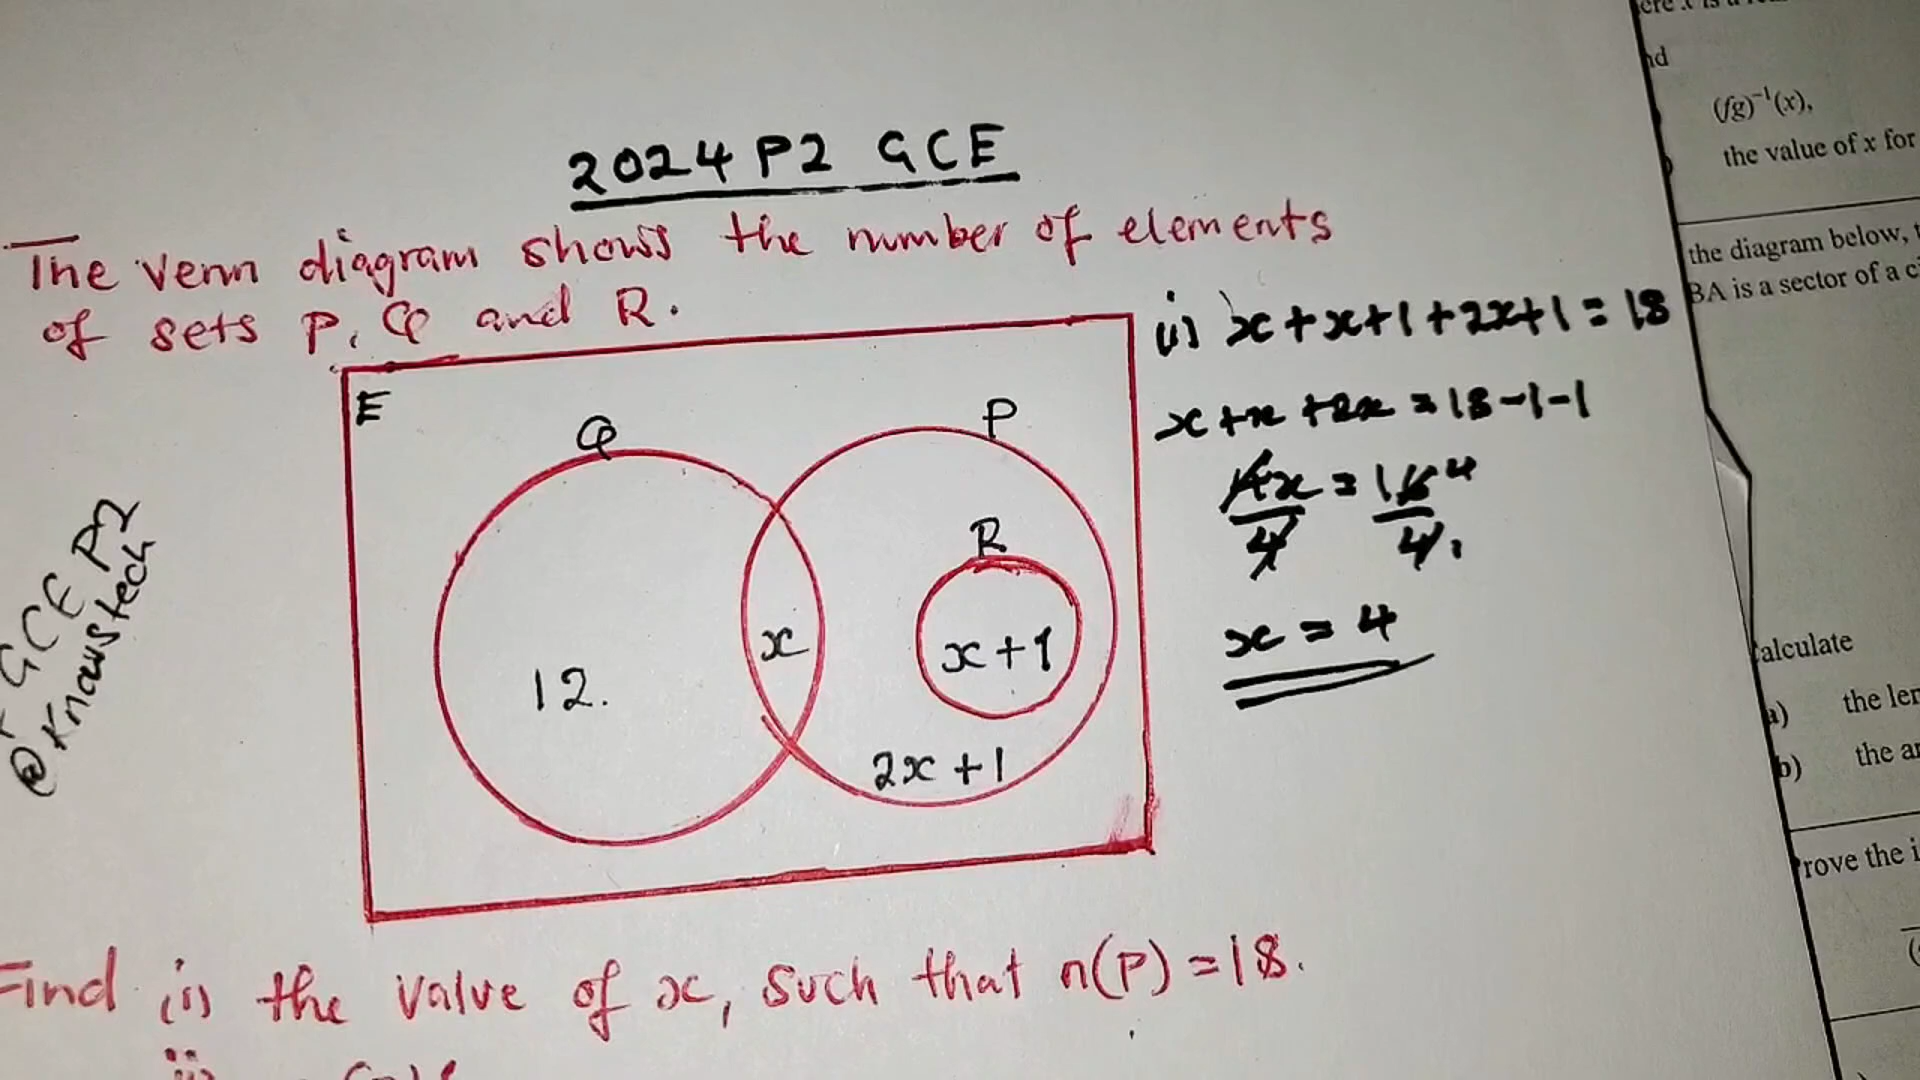 2024 P2 GCE
The venn diagram shows the number of elements
of sets P, Q and R.
E
Q
P
R
12.
x
x+1
2x+1
(i) x+x+1+2x+1=18
x+x+2x=18-1-1
4x/4 = 16/4
x = 4
GCE P2
@Knowstech
Find (i) the value of x, such that n(P)=18.
ii)
(fg)⁻¹(x),
the value of x for
the diagram below,
BA is a sector of a
alculate
a) the
b) the
rove the